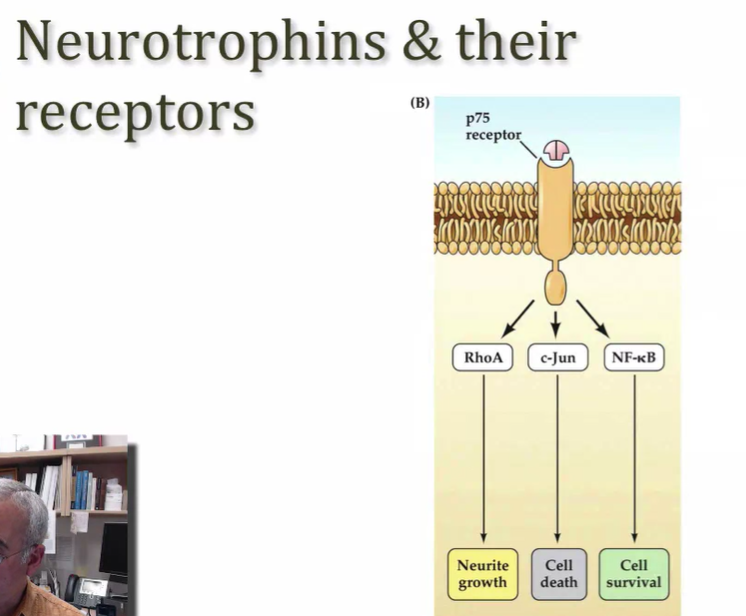 Neurotrophins & their
receptors
(B)
p75
receptor
RhoA
c-Jun
NF-κB
Neurite
growth
Cell
death
Cell
survival